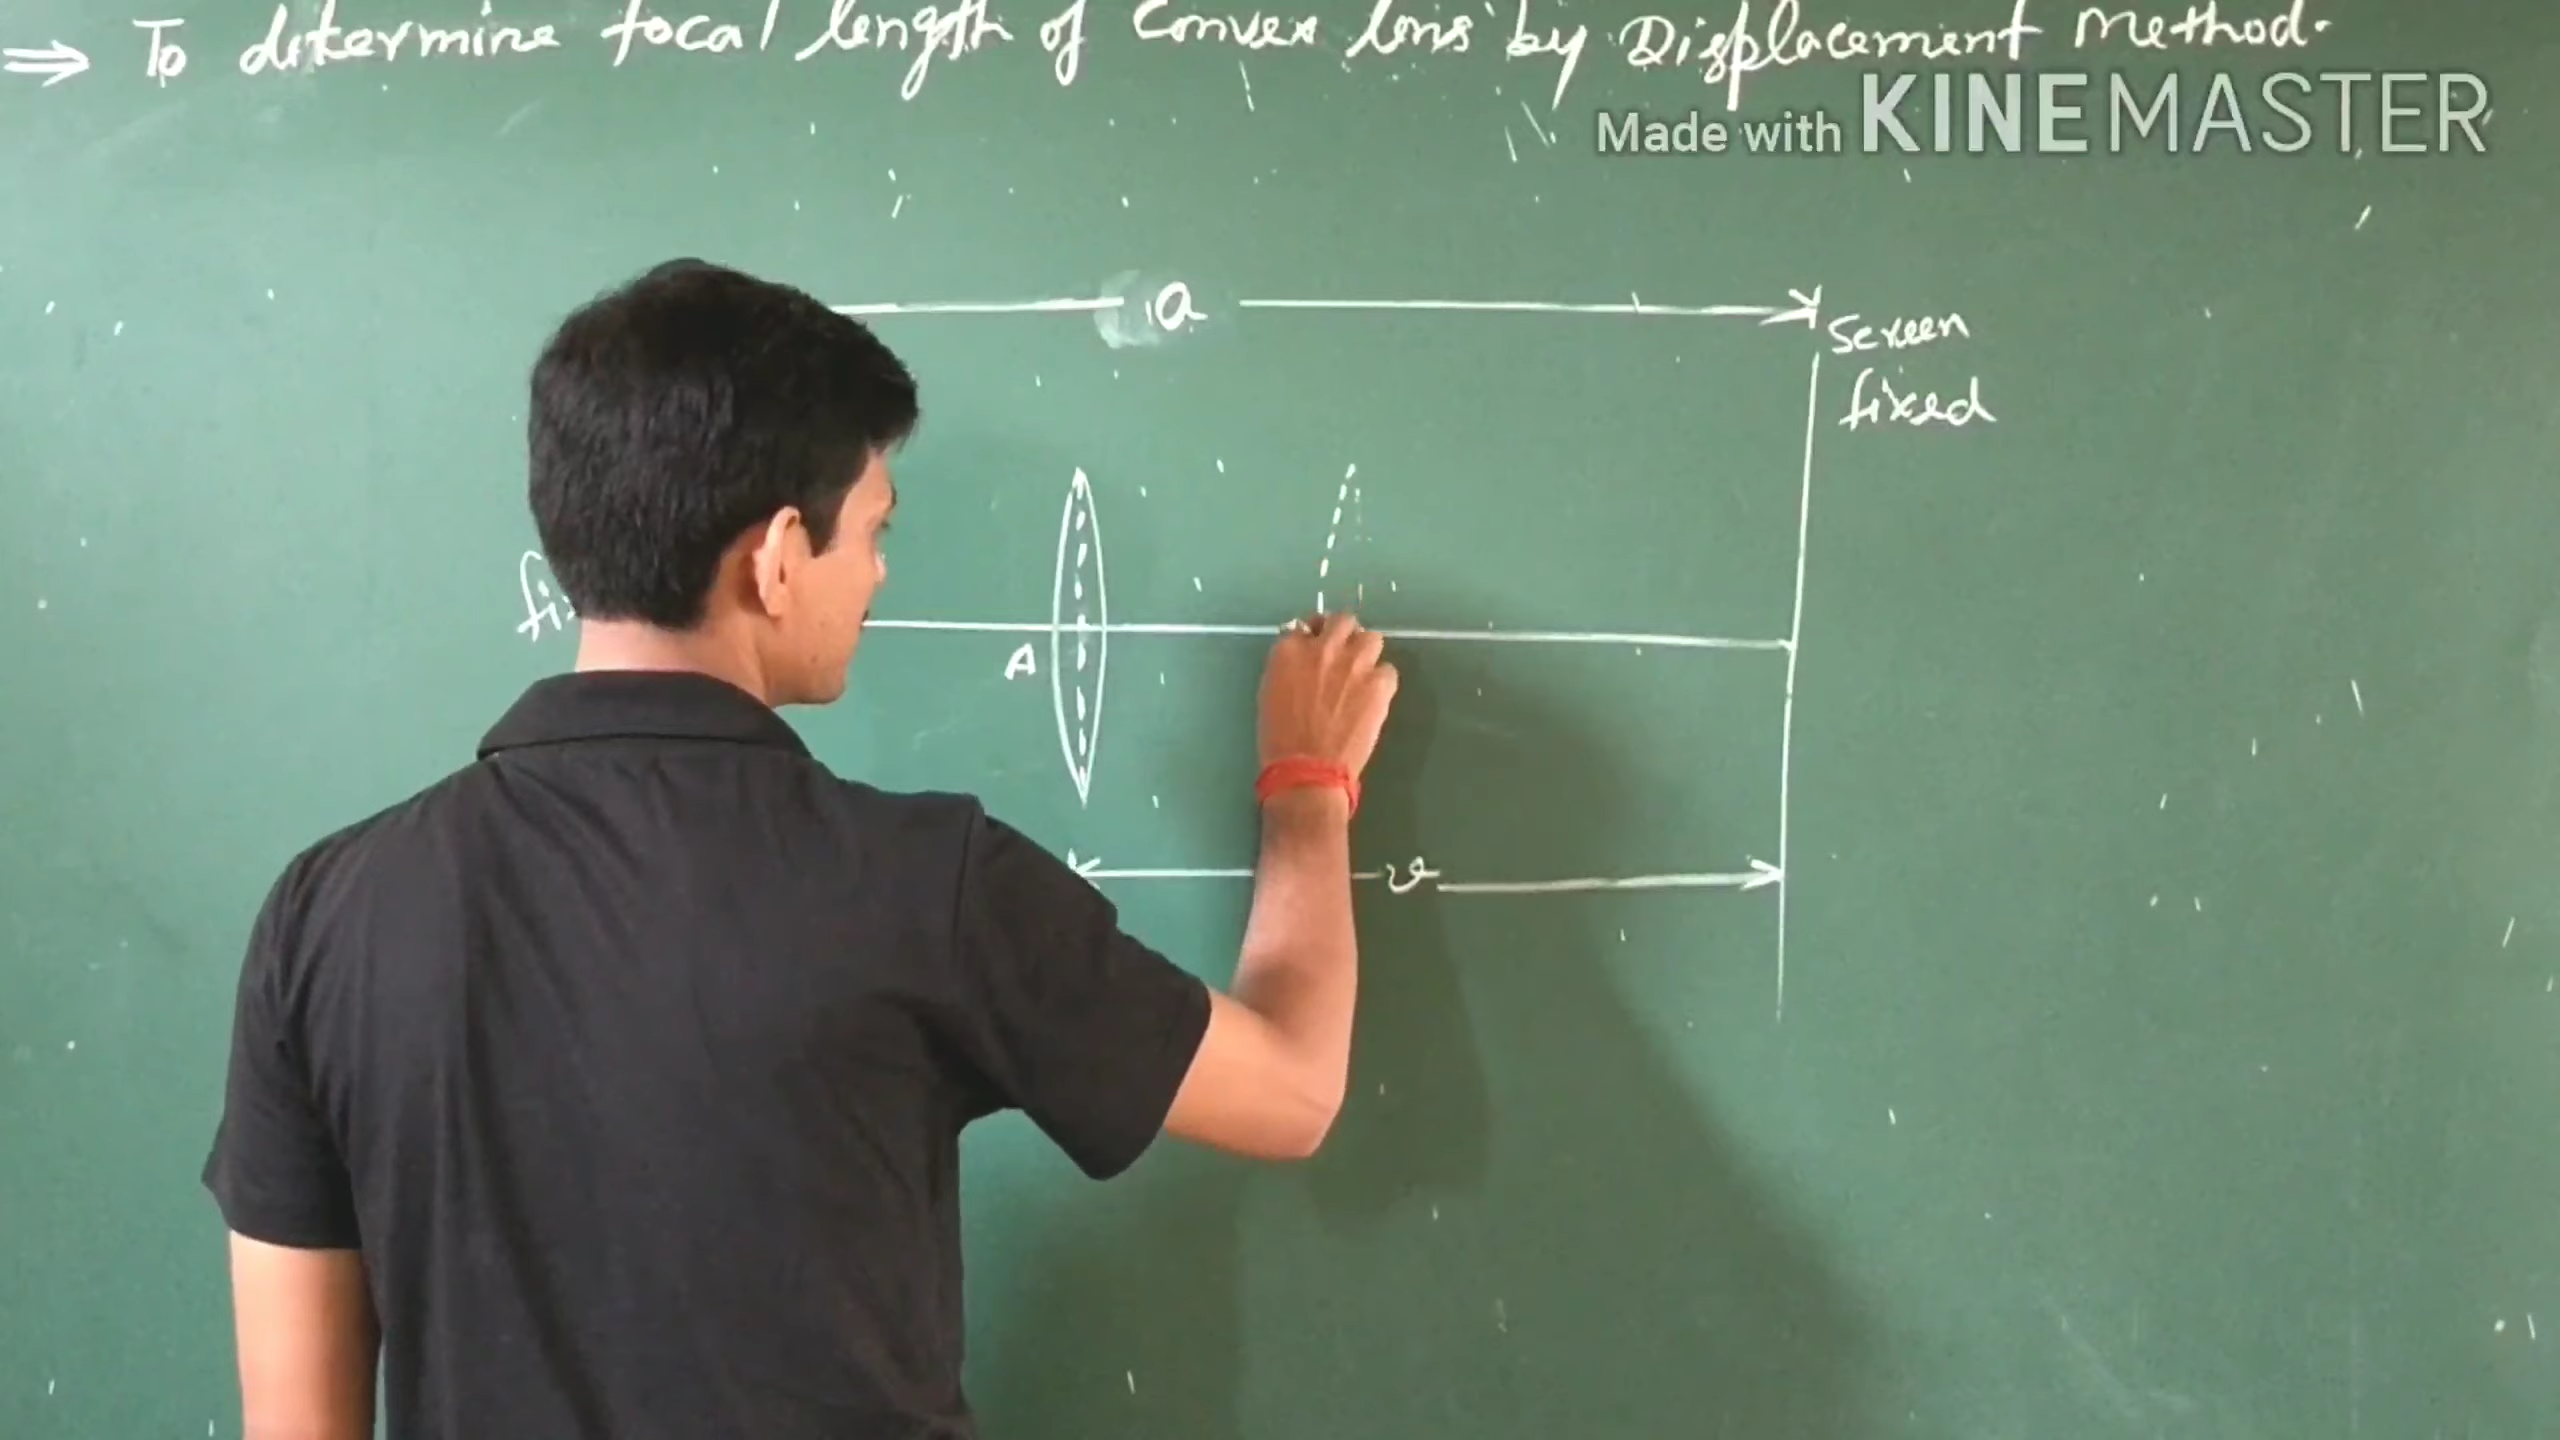 ⇒ To determine focal length of Convex lens by Displacement Method.
Made with KINEMASTER
a
Screen
fixed
A
v